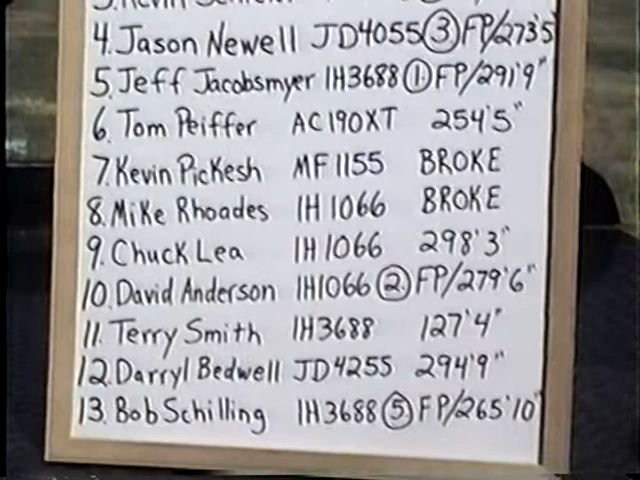 4. Jason Newell JD4055 ③ FP/273'5
5. Jeff Jacobsmyer IH3688 ① FP/291'9"
6. Tom Peiffer AC190XT 254'5"
7. Kevin Pickesh MF1155 BROKE
8. Mike Rhoades IH1066 BROKE
9. Chuck Lea IH1066 298'3"
10. David Anderson IH1066 ② FP/279'6"
11. Terry Smith IH3688 127'4"
12. Darryl Bedwell JD4255 294'9"
13. Bob Schilling IH3688 ⑤ FP/265'10"